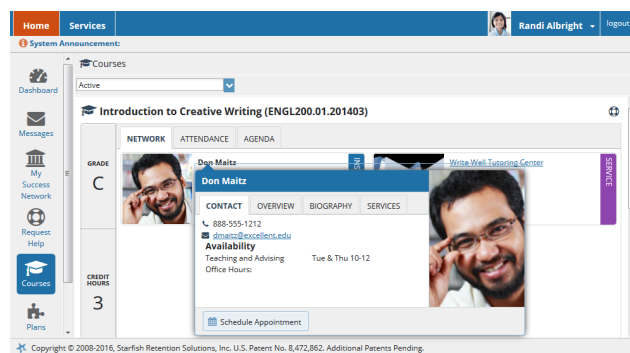 Home Services Randi Albright logout
System Announcement:
Courses
Active
Dashboard
Introduction to Creative Writing (ENGL200.01.201403)
Messages
NETWORK ATTENDANCE AGENDA
GRADE
C
Don Maitz
INS
Write Well Tutoring Center
SERVICE
My
Success
Network
Don Maitz
CONTACT OVERVIEW BIOGRAPHY SERVICES
888-555-1212
dmaitz@excellent.edu
Availability
Teaching and Advising Tue & Thu 10-12
Office Hours:
Request
Help
CREDIT
HOURS
3
Courses
Schedule Appointment
Plans
Copyright © 2008-2016, Starfish Retention Solutions, Inc. U.S. Patent No. 8,472,862. Additional Patents Pending.